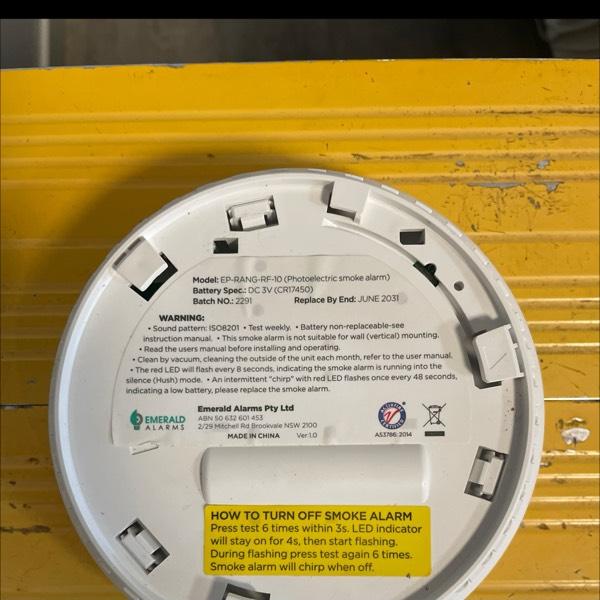 Model: EP-RANG-RF-10 (Photoelectric smoke alarm)
Battery Spec.: DC 3V (CR17450)
Batch NO.: 2291 Replace By End: JUNE 2031
WARNING:
• Sound pattern: ISO8201 • Test weekly. • Battery non-replaceable-see
instruction manual. • This smoke alarm is not suitable for wall (vertical) mounting.
• Read the users manual before installing and operating.
• Clean by vacuum, cleaning the outside of the unit each month, refer to the user manual.
• The red LED will flash every 8 seconds, indicating the smoke alarm is running into the
silence (Hush) mode. • An intermittent "chirp" with red LED flashes once every 48 seconds,
indicating a low battery, please replace the smoke alarm.
EMERALD
ALARMS
Emerald Alarms Pty Ltd
ABN 50 632 601 453
2/29 Mitchell Rd Brookvale NSW 2100
MADE IN CHINA Ver:1.0
AS3786: 2014
HOW TO TURN OFF SMOKE ALARM
Press test 6 times within 3s. LED indicator
will stay on for 4s, then start flashing.
During flashing press test again 6 times.
Smoke alarm will chirp when off.